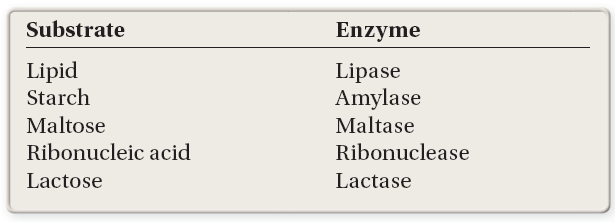 Substrate Enzyme
Lipid Lipase
Starch Amylase
Maltose Maltase
Ribonucleic acid Ribonuclease
Lactose Lactase